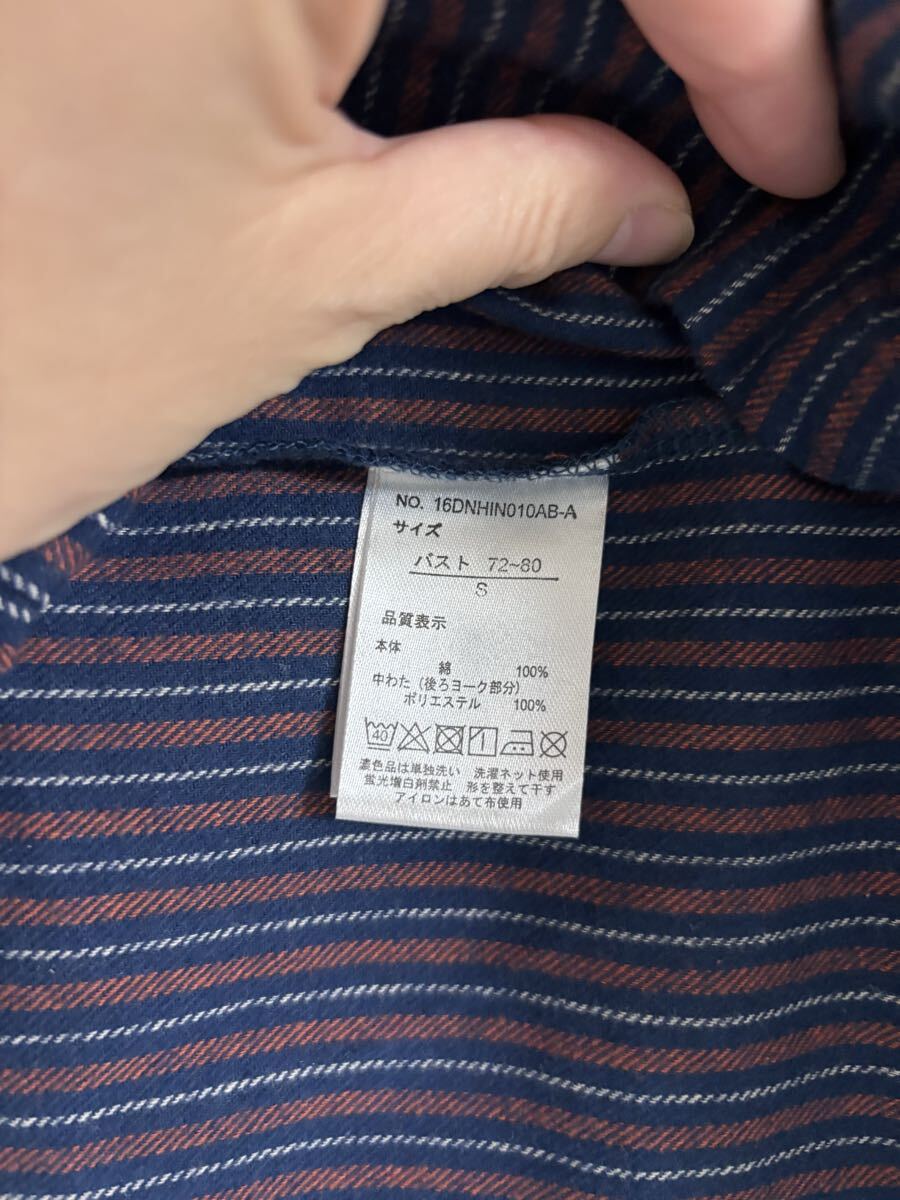 NO. 16DNHIN010AB-A
サイズ
バスト 72~80
S
品質表示
本体
綿 100%
中わた（後ろヨーク部分）
ポリエステル 100%
40
濃色品は単独洗い 洗濯ネット使用
蛍光増白剤禁止 形を整えて干す
アイロンはあて布使用